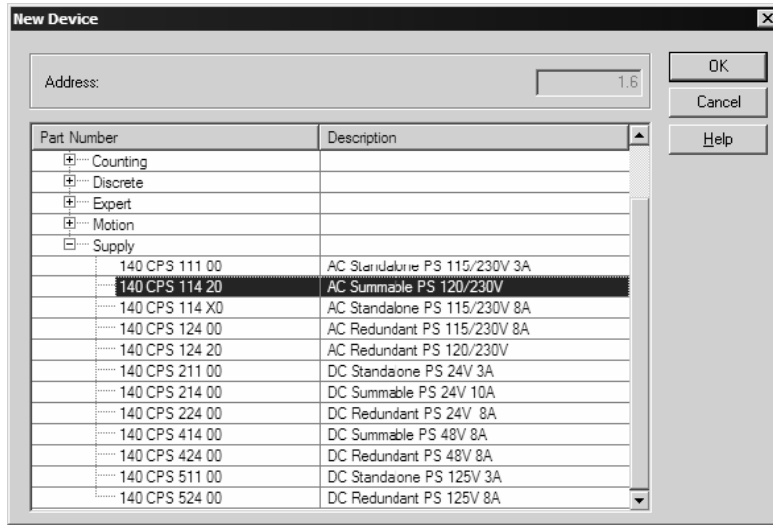 New Device
Address: 1.6
OK
Cancel
Help
Part Number Description
Counting
Discrete
Expert
Motion
Supply
140 CPS 111 00 AC Standalone PS 115/230V 3A
140 CPS 114 20 AC Summable PS 120/230V
140 CPS 114 X0 AC Standalone PS 115/230V 8A
140 CPS 124 00 AC Redundant PS 115/230V 8A
140 CPS 124 20 AC Redundant PS 120/230V
140 CPS 211 00 DC Standaone PS 24V 3A
140 CPS 214 00 DC Summable PS 24V 10A
140 CPS 224 00 DC Redundant PS 24V 8A
140 CPS 414 00 DC Summable PS 48V 8A
140 CPS 424 00 DC Redundant PS 48V 8A
140 CPS 511 00 DC Standaone PS 125V 3A
140 CPS 524 00 DC Redundant PS 125V 8A